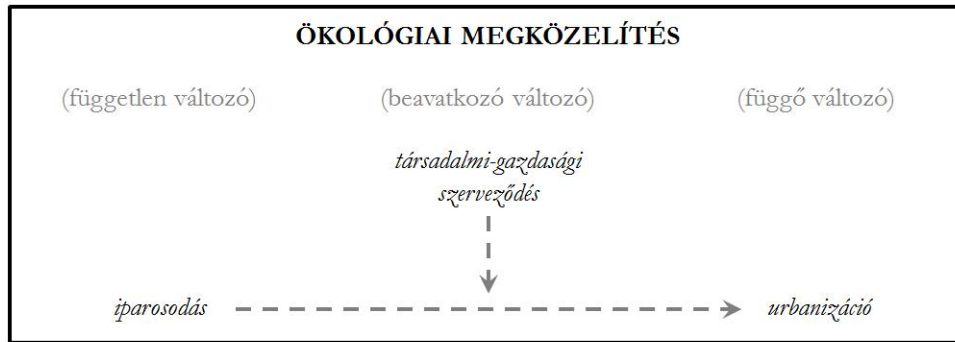 ÖKOLÓGIAI MEGKÖZELÍTÉS
(független változó) (beavatkozó változó) (függő változó)
társadalmi-gazdasági
szerveződés
iparosodás urbanizáció